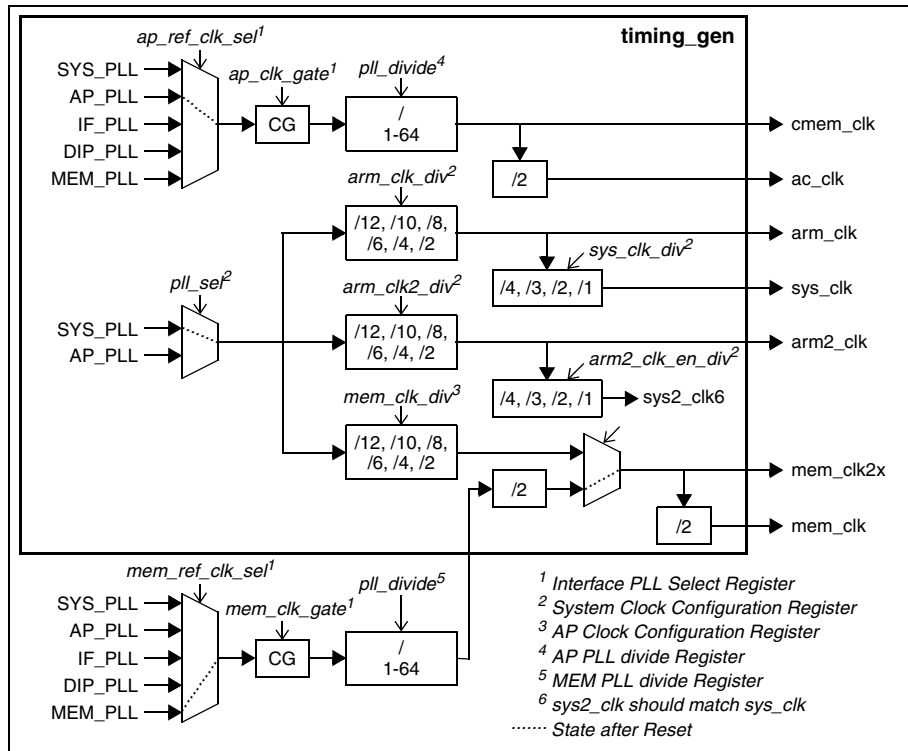 timing_gen
ap_ref_clk_sel1
SYS_PLL
AP_PLL
IF_PLL
DIP_PLL
MEM_PLL
ap_clk_gate1
CG
pll_divide4
/
1-64
cmem_clk
/2
ac_clk
arm_clk_div2
/12, /10, /8,
/6, /4, /2
arm_clk
sys_clk_div2
/4, /3, /2, /1
sys_clk
pll_sel2
SYS_PLL
AP_PLL
arm_clk2_div2
/12, /10, /8,
/6, /4, /2
arm2_clk
arm2_clk_en_div2
/4, /3, /2, /1
sys2_clk6
mem_clk_div3
/12, /10, /8,
/6, /4, /2
/2
mem_clk2x
/2
mem_clk
mem_ref_clk_sel1
SYS_PLL
AP_PLL
IF_PLL
DIP_PLL
MEM_PLL
mem_clk_gate1
CG
pll_divide5
/
1-64
1 Interface PLL Select Register
2 System Clock Configuration Register
3 AP Clock Configuration Register
4 AP PLL divide Register
5 MEM PLL divide Register
6 sys2_clk should match sys_clk
....... State after Reset